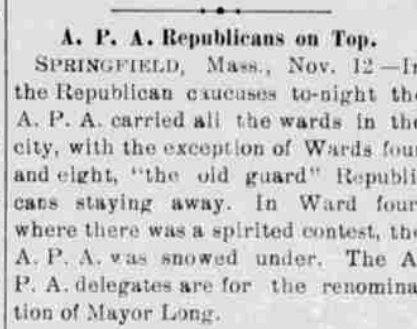 A. P. A. Republicans on Top.
SPRINGFIELD, Mass., Nov. 12—In
the Republican caucuses to-night the
A. P. A. carried all the wards in the
city, with the exception of Wards four
and eight, "the old guard" Republi
cans staying away. In Ward four
where there was a spirited contest, the
A. P. A. was snowed under. The A.
P. A. delegates are for the renomina
tion of Mayor Long.